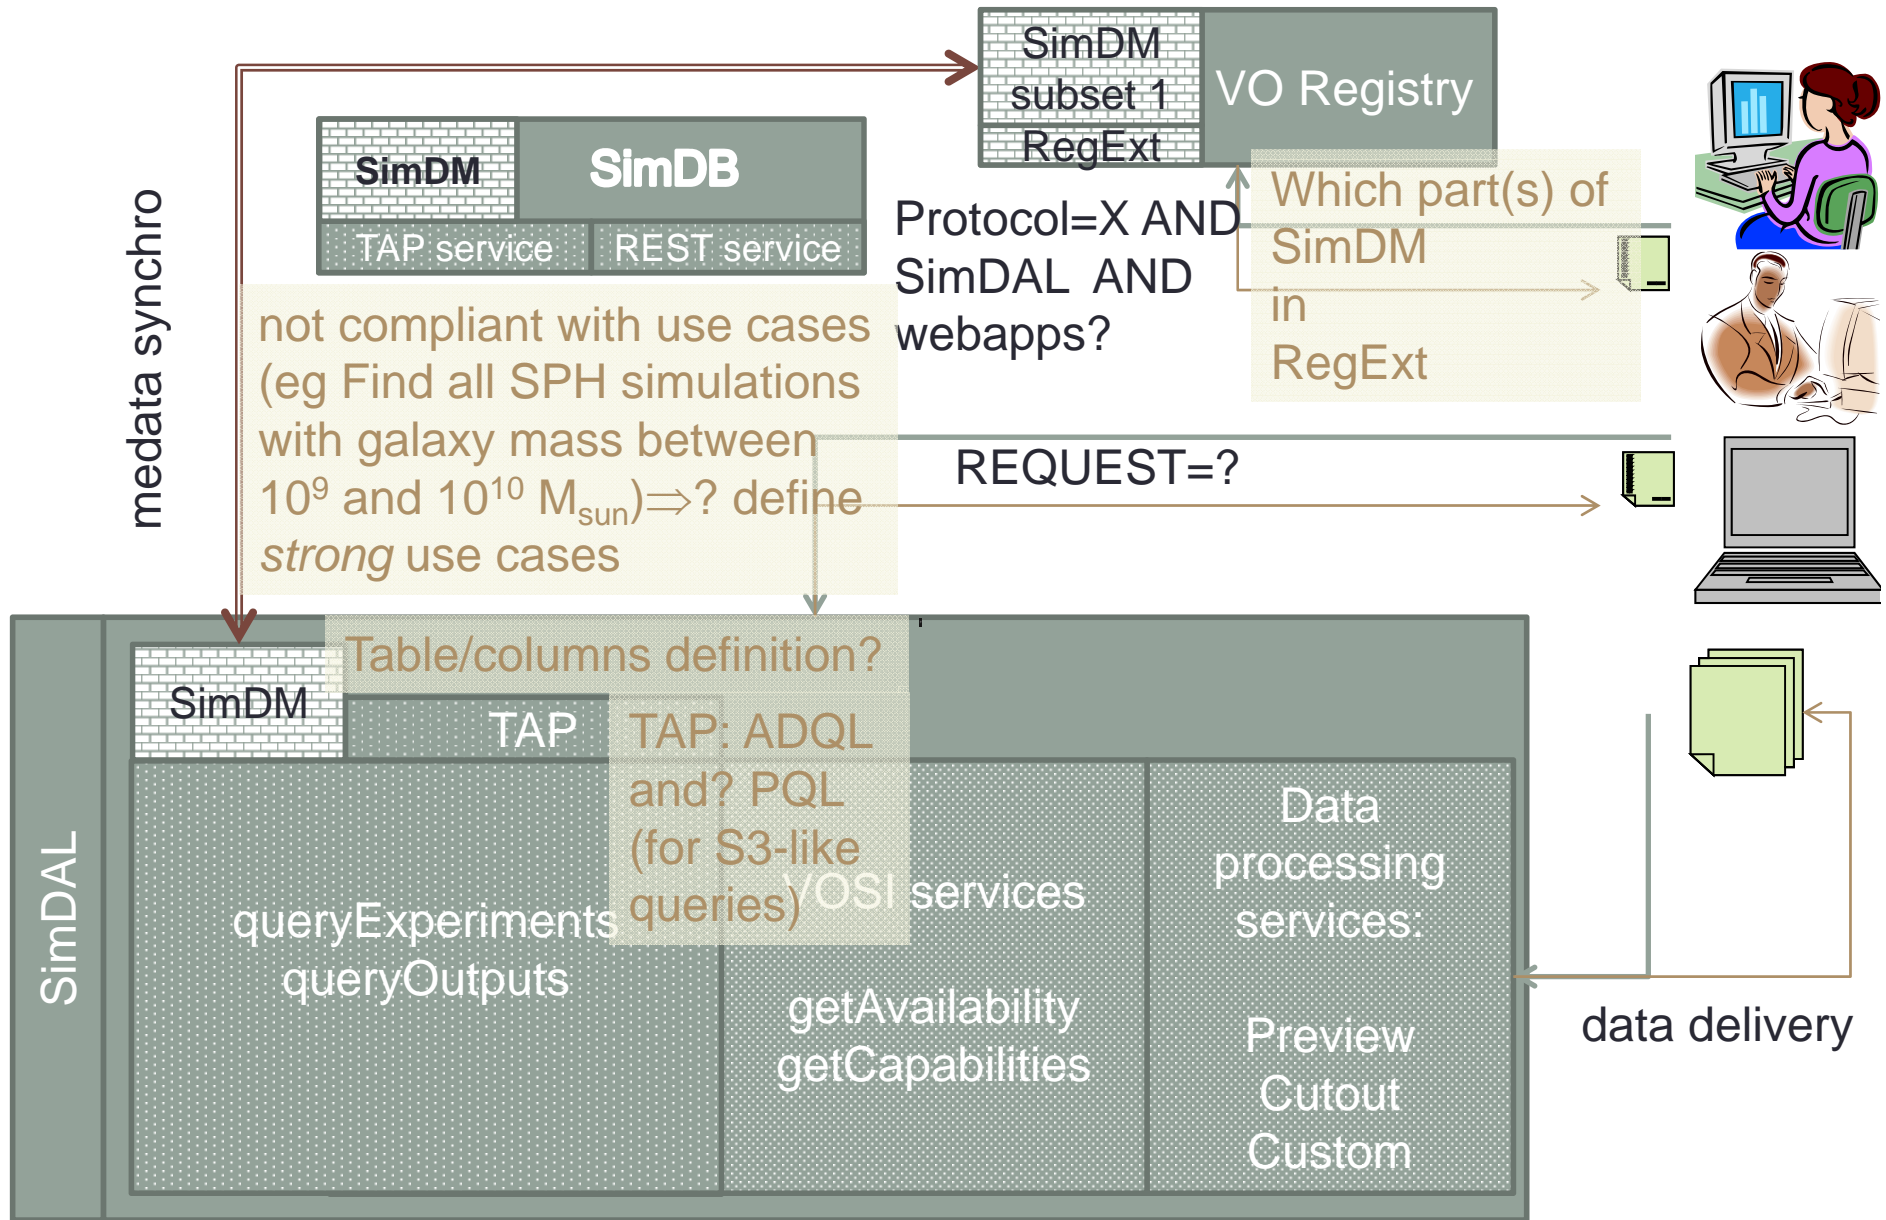 SimDM
subset 1
RegExt
VO Registry
SimDM
SimDB
TAP service
REST service
medata synchro
Protocol=X AND
SimDAL AND
webapps?
Which part(s) of
SimDM
in
RegExt
not compliant with use cases
(eg Find all SPH simulations
with galaxy mass between
10⁹ and 10¹⁰ Msun)⇒? define
strong use cases
REQUEST=?
Table/columns definition?
SimDM
TAP
TAP: ADQL
and? PQL
(for S3-like
queries)
SimDAL
queryExperiments
queryOutputs
VOSI services
getAvailability
getCapabilities
Data
processing
services:
Preview
Cutout
Custom
data delivery